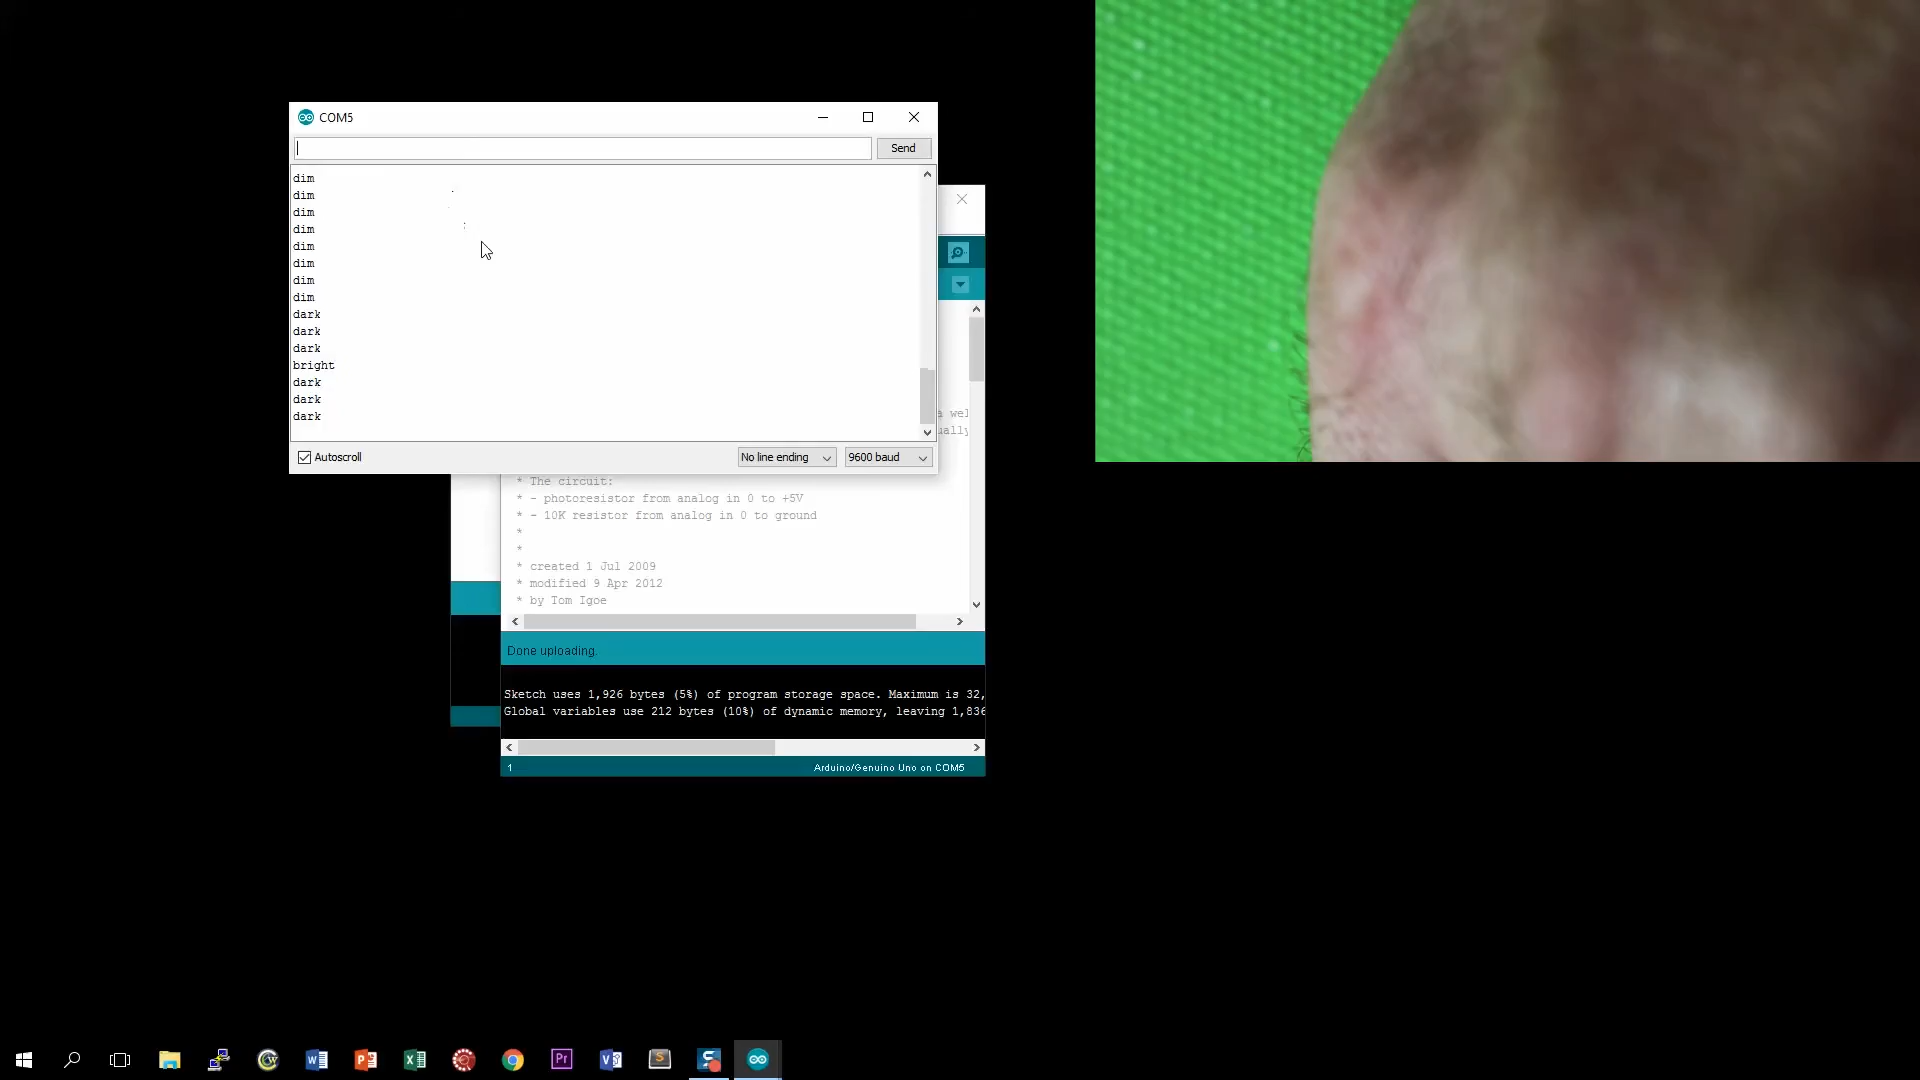 COM5
Send
dim
dim
dim
dim
dim
dim
dim
dim
dark
dark
dark
bright
dark
dark
dark
Autoscroll
No line ending
9600 baud
a wel
ually
* The circuit:
* - photoresistor from analog in 0 to +5V
* - 10K resistor from analog in 0 to ground
*
*
* created 1 Jul 2009
* modified 9 Apr 2012
* by Tom Igoe
Done uploading.
Sketch uses 1,926 bytes (5%) of program storage space. Maximum is 32,
Global variables use 212 bytes (10%) of dynamic memory, leaving 1,836
1
Arduino/Genuino Uno on COM5